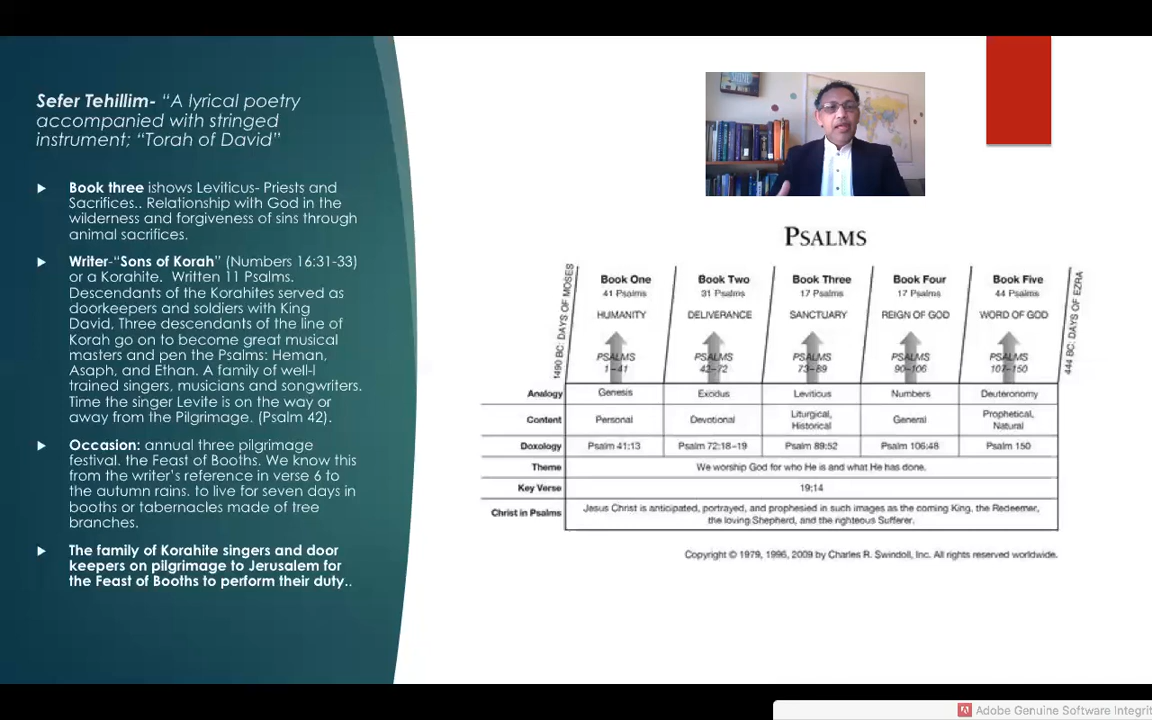 Sefer Tehillim- “A lyrical poetry
accompanied with stringed
instrument; “Torah of David”
Book three ishows Leviticus- Priests and
Sacrifices.. Relationship with God in the
wilderness and forgiveness of sins through
animal sacrifices.
Writer-“Sons of Korah” (Numbers 16:31-33)
or a Korahite. Written 11 Psalms.
Descendants of the Korahites served as
doorkeepers and soldiers with King
David, Three descendants of the line of
Korah go on to become great musical
masters and pen the Psalms: Heman,
Asaph, and Ethan. A family of well-l
trained singers, musicians and songwriters.
Time the singer Levite is on the way or
away from the Pilgrimage. (Psalm 42).
Occasion: annual three pilgrimage
festival. the Feast of Booths. We know this
from the writer’s reference in verse 6 to
the autumn rains. to live for seven days in
booths or tabernacles made of tree
branches.
The family of Korahite singers and door
keepers on pilgrimage to Jerusalem for
the Feast of Booths to perform their duty..
PSALMS
1490 BC: DAYS OF MOSES
Book One Book Two Book Three Book Four Book Five
41 Psalms 31 Psalms 17 Psalms 17 Psalms 44 Psalms
HUMANITY DELIVERANCE SANCTUARY REIGN OF GOD WORD OF GOD
PSALMS PSALMS PSALMS PSALMS PSALMS
1–41 42–72 73–89 90–106 107–150
444 BC: DAYS OF EZRA
Analogy Genesis Exodus Leviticus Numbers Deuteronomy
Content Personal Devotional Liturgical, Historical General Prophetical, Natural
Doxology Psalm 41:13 Psalm 72:18–19 Psalm 89:52 Psalm 106:48 Psalm 150
Theme We worship God for who He is and what He has done.
Key Verse 19:14
Christ in Psalms Jesus Christ is anticipated, portrayed, and prophesied in such images as the coming King, the Redeemer,
the loving Shepherd, and the righteous Sufferer.
Copyright © 1979, 1996, 2009 by Charles R. Swindoll, Inc. All rights reserved worldwide.
Adobe Genuine Software Integrit